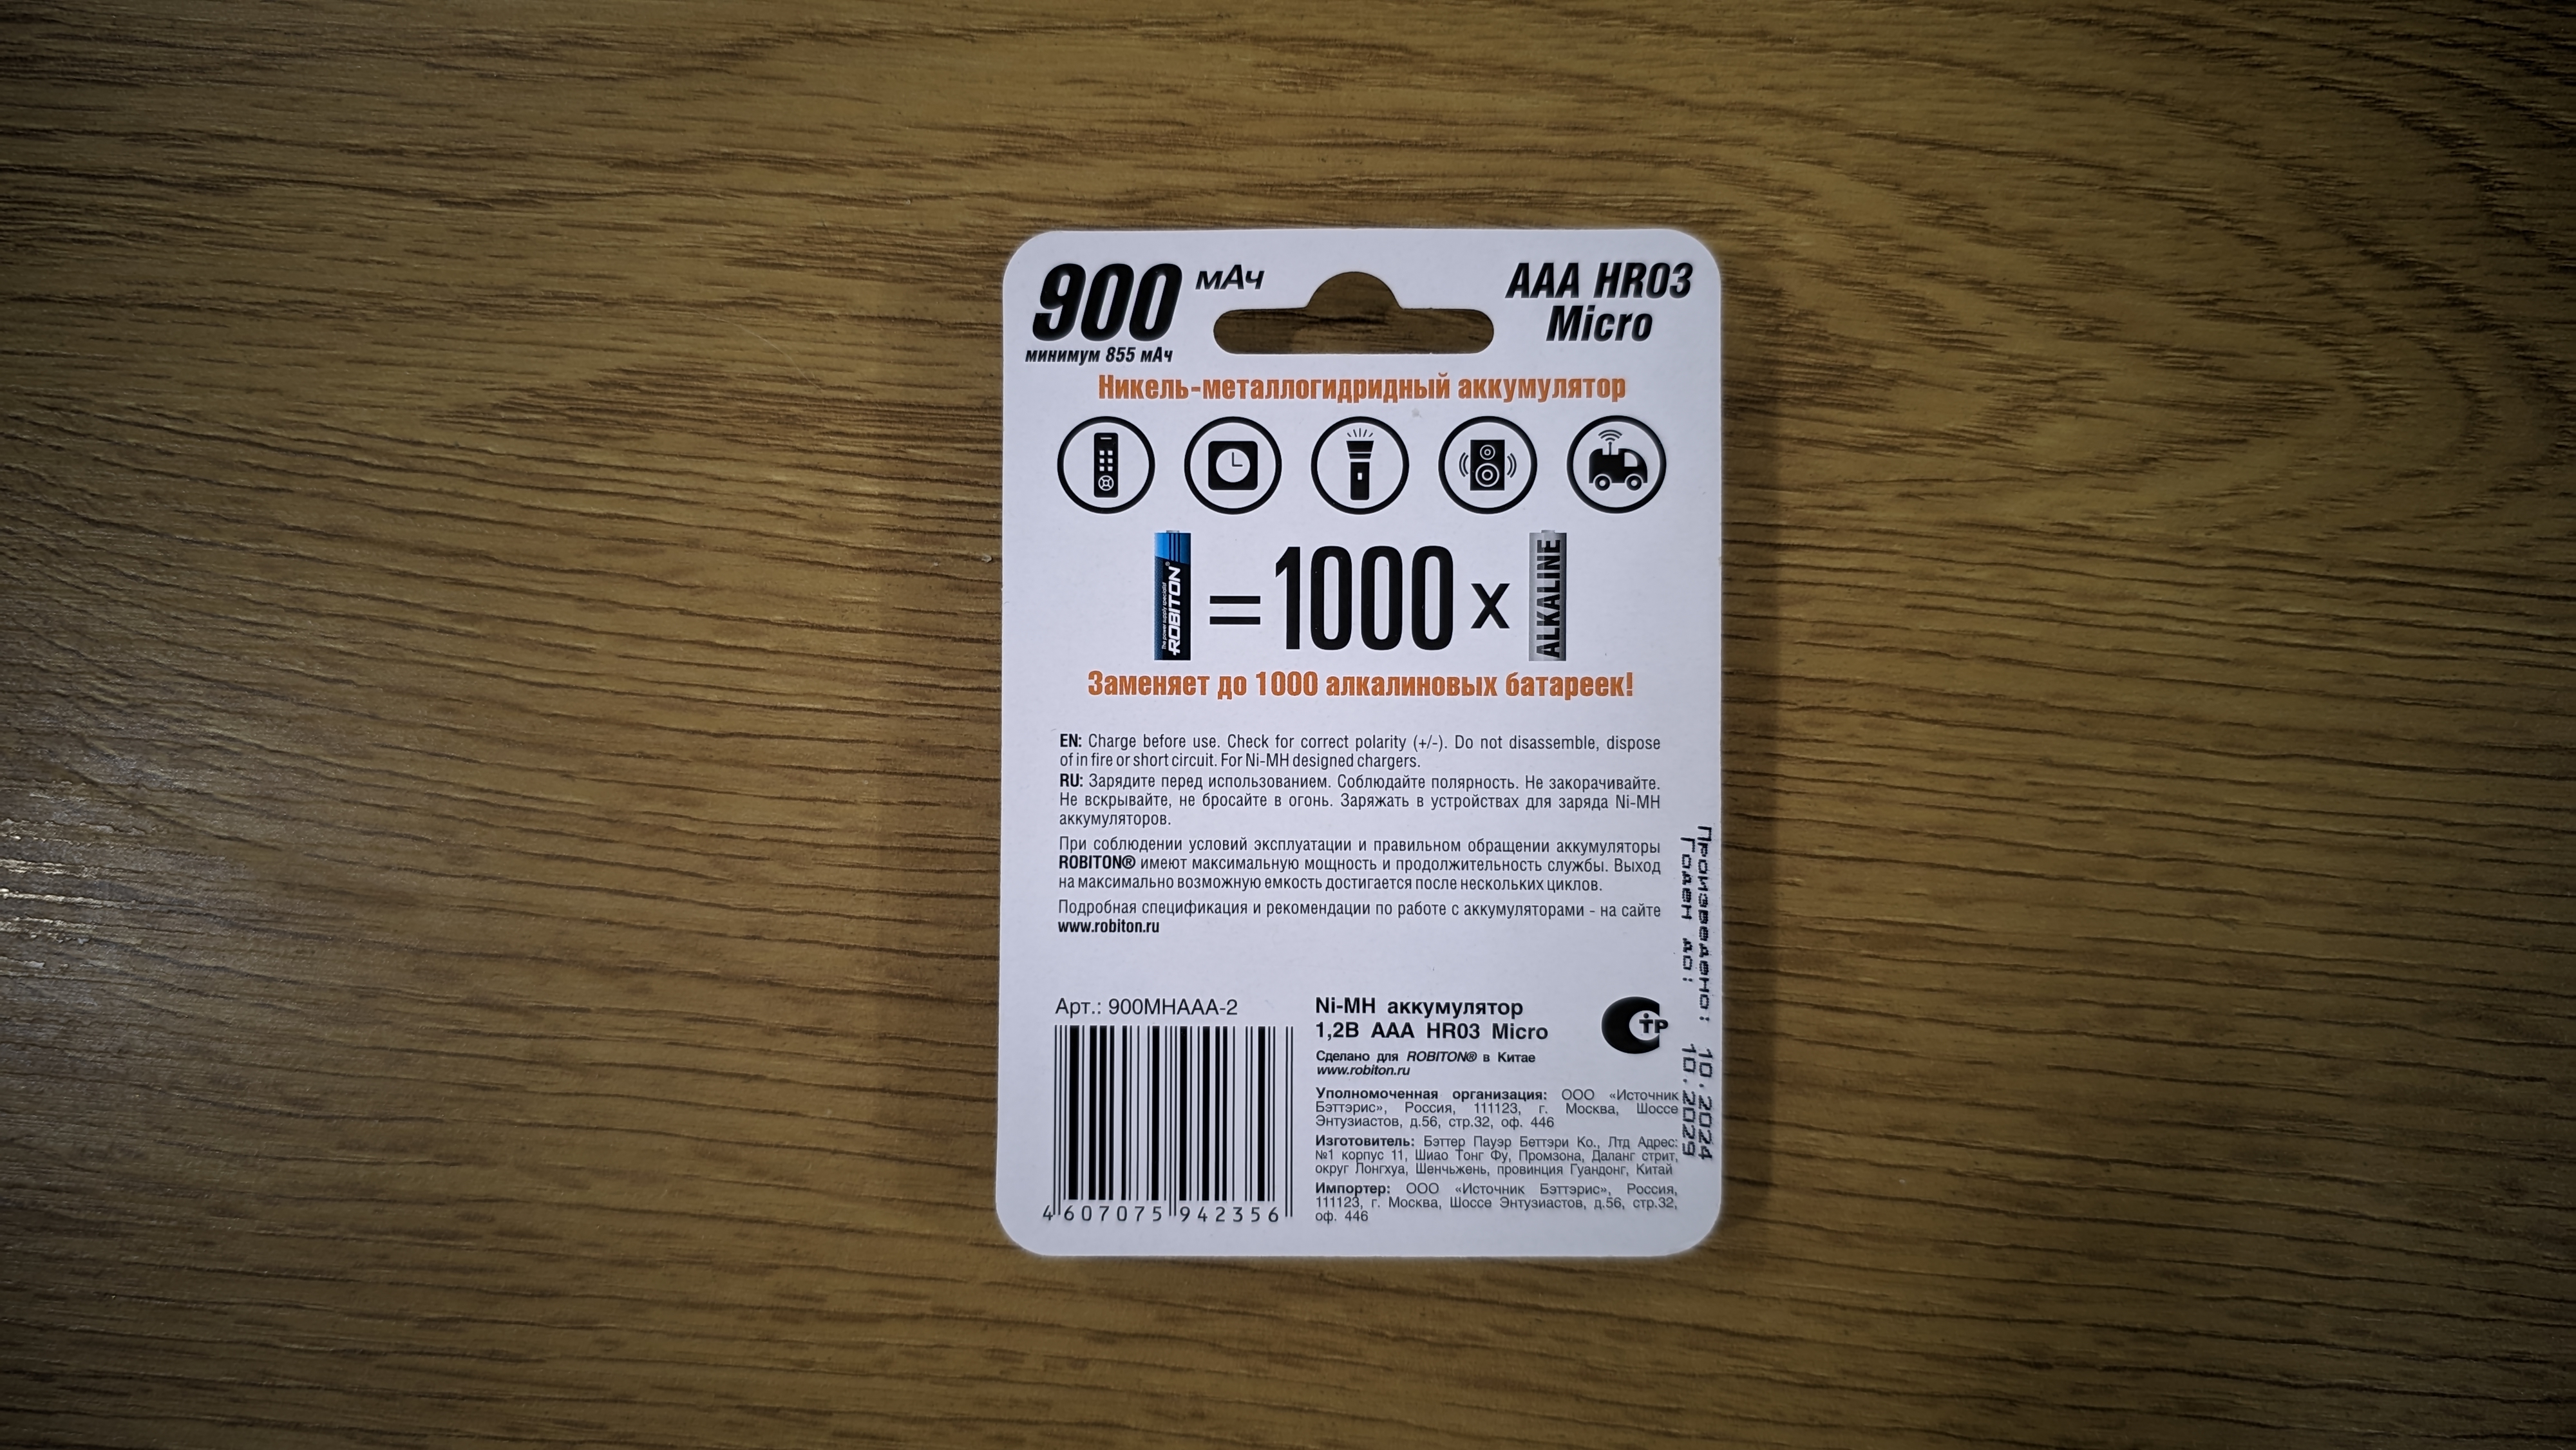 900 мАч
минимум 855 мАч
AAA HR03
Micro
Никель-металлогидридный аккумулятор
The power supply specialist
ROBITON®
= 1000 x
ALKALINE
Заменяет до 1000 алкалиновых батареек!
EN: Charge before use. Check for correct polarity (+/-). Do not disassemble, dispose
of in fire or short circuit. For Ni-MH designed chargers.
RU: Зарядите перед использованием. Соблюдайте полярность. Не закорачивайте.
Не вскрывайте, не бросайте в огонь. Заряжать в устройствах для заряда Ni-MH
аккумуляторов.
При соблюдении условий эксплуатации и правильном обращении аккумуляторы
ROBITON® имеют максимальную мощность и продолжительность службы. Выход
на максимально возможную емкость достигается после нескольких циклов.
Подробная спецификация и рекомендации по работе с аккумуляторами - на сайте
www.robiton.ru
Арт.: 900MHAAA-2
4 607075 942356
Ni-MH аккумулятор
1,2В AAA HR03 Micro
Сделано для ROBITON® в Китае
www.robiton.ru
Уполномоченная организация: ООО «Источник
Бэттэрис», Россия, 111123, г. Москва, Шоссе
Энтузиастов, д.56, стр.32, оф. 446
Изготовитель: Бэттер Пауэр Беттэри Ко., Лтд Адрес:
№1 корпус 11, Шиао Тонг Фу, Промзона, Даланг стрит,
округ Лонгхуа, Шенчьжень, провинция Гуандонг, Китай
Импортер: ООО «Источник Бэттэрис», Россия,
111123, г. Москва, Шоссе Энтузиастов, д.56, стр.32,
оф. 446
ТР
Произведено: 10.2024
Годен до: 10.2029